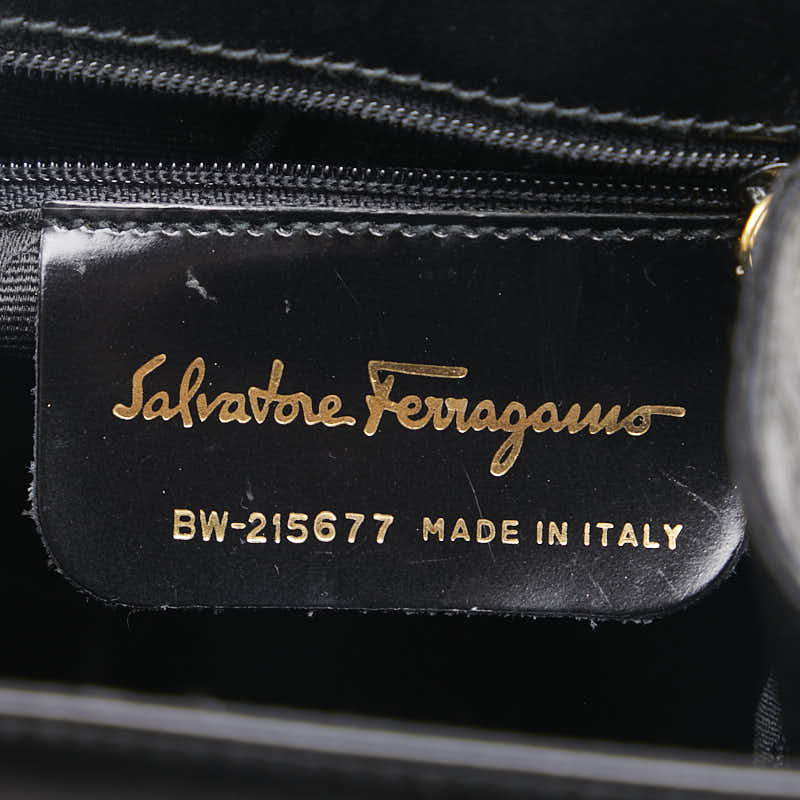 Salvatore Ferragamo
BW-215677 MADE IN ITALY